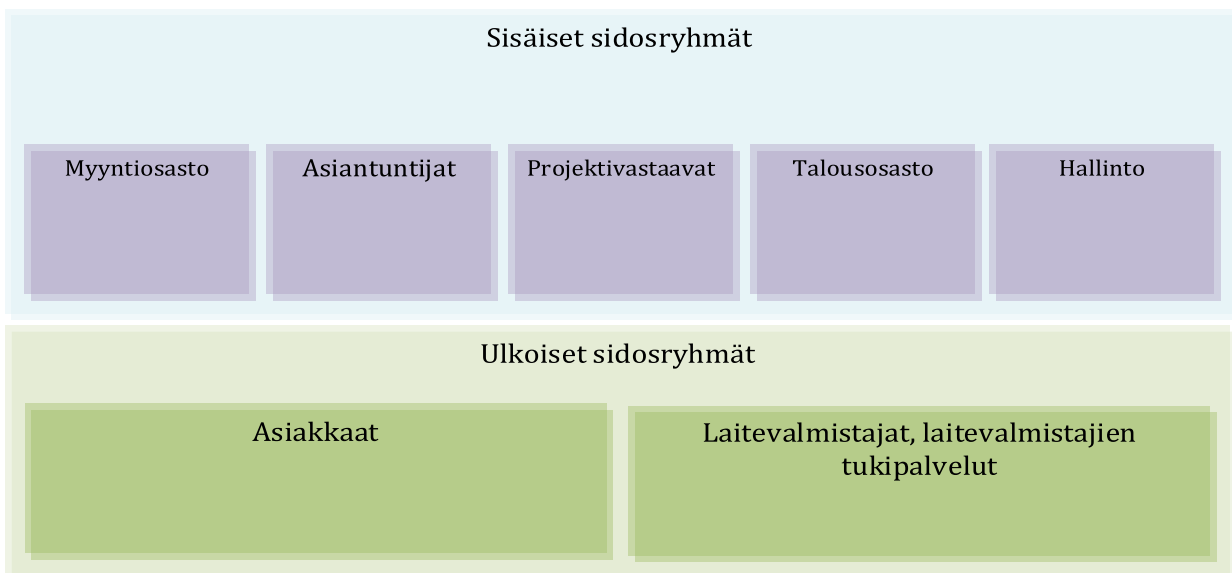 Sisäiset sidosryhmät
Myyntiosasto
Asiantuntijat
Projektivastaavat
Talousosasto
Hallinto
Ulkoiset sidosryhmät
Asiakkaat
Laitevalmistajat, laitevalmistajien
tukipalvelut